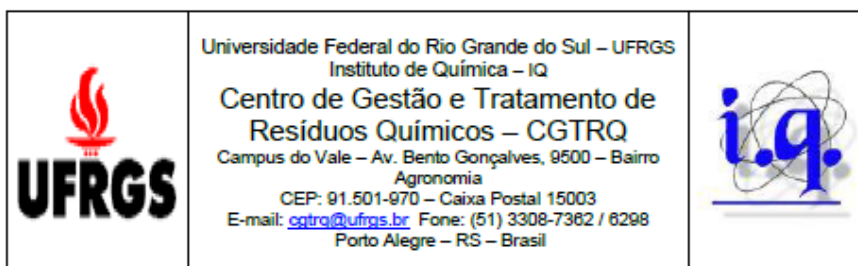 UFRGS
Universidade Federal do Rio Grande do Sul – UFRGS
Instituto de Química – IQ
Centro de Gestão e Tratamento de
Resíduos Químicos – CGTRQ
Campus do Vale – Av. Bento Gonçalves, 9500 – Bairro
Agronomia
CEP: 91.501-970 – Caixa Postal 15003
E-mail: cgtrq@ufrgs.br Fone: (51) 3308-7362 / 6298
Porto Alegre – RS – Brasil
i.q.